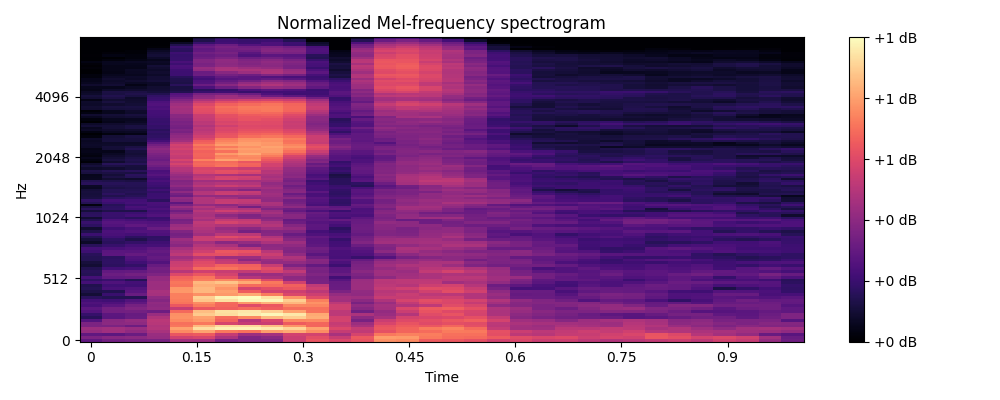 Normalized Mel-frequency spectrogram
Hz
4096
2048
1024
512
0
0 0.15 0.3 0.45 0.6 0.75 0.9
Time
+1 dB
+1 dB
+1 dB
+0 dB
+0 dB
+0 dB